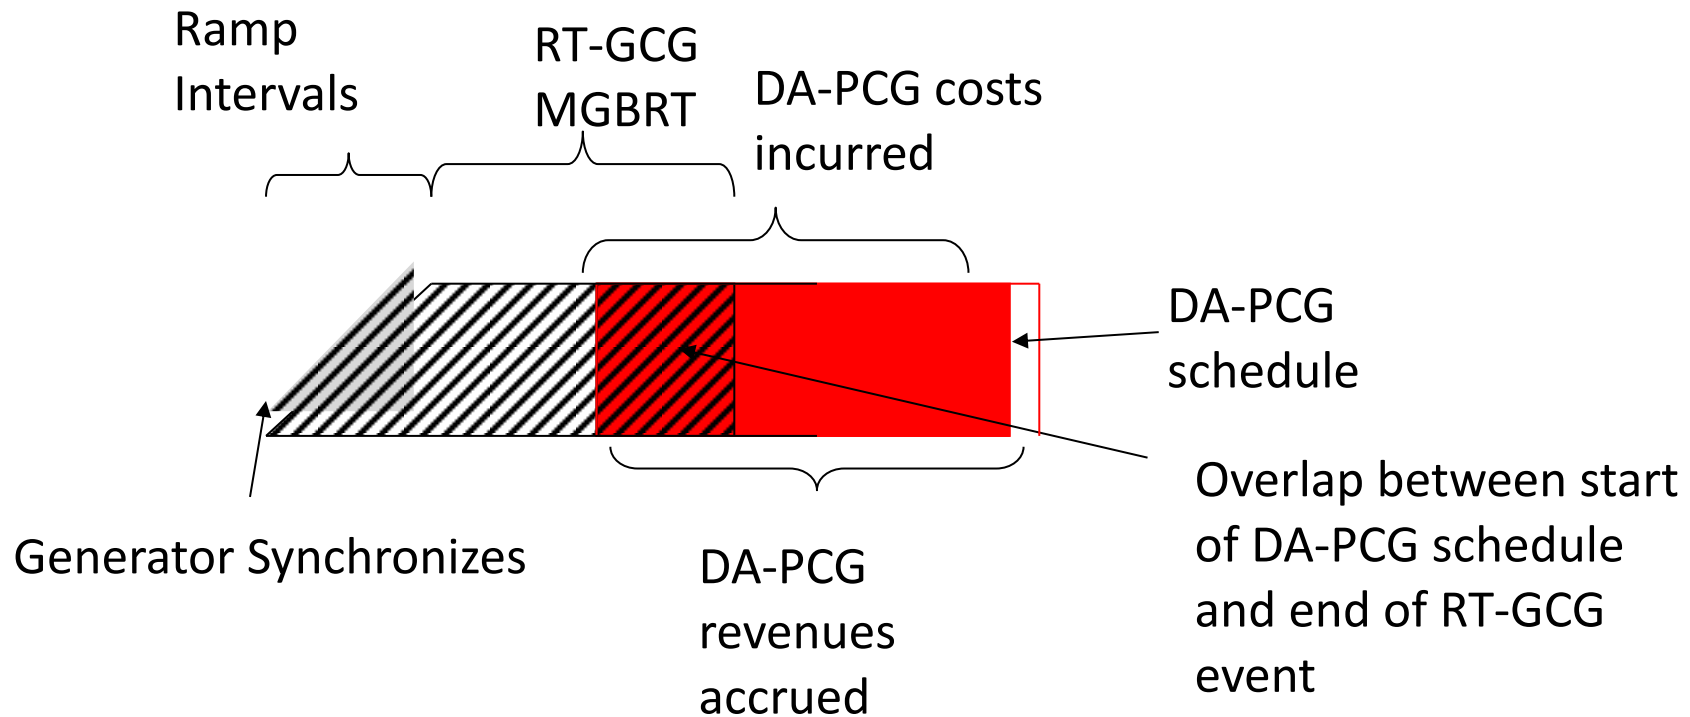 Ramp
Intervals
RT-GCG
MGBRT
DA-PCG costs
incurred
DA-PCG
schedule
Generator Synchronizes
DA-PCG
revenues
accrued
Overlap between start
of DA-PCG schedule
and end of RT-GCG
event